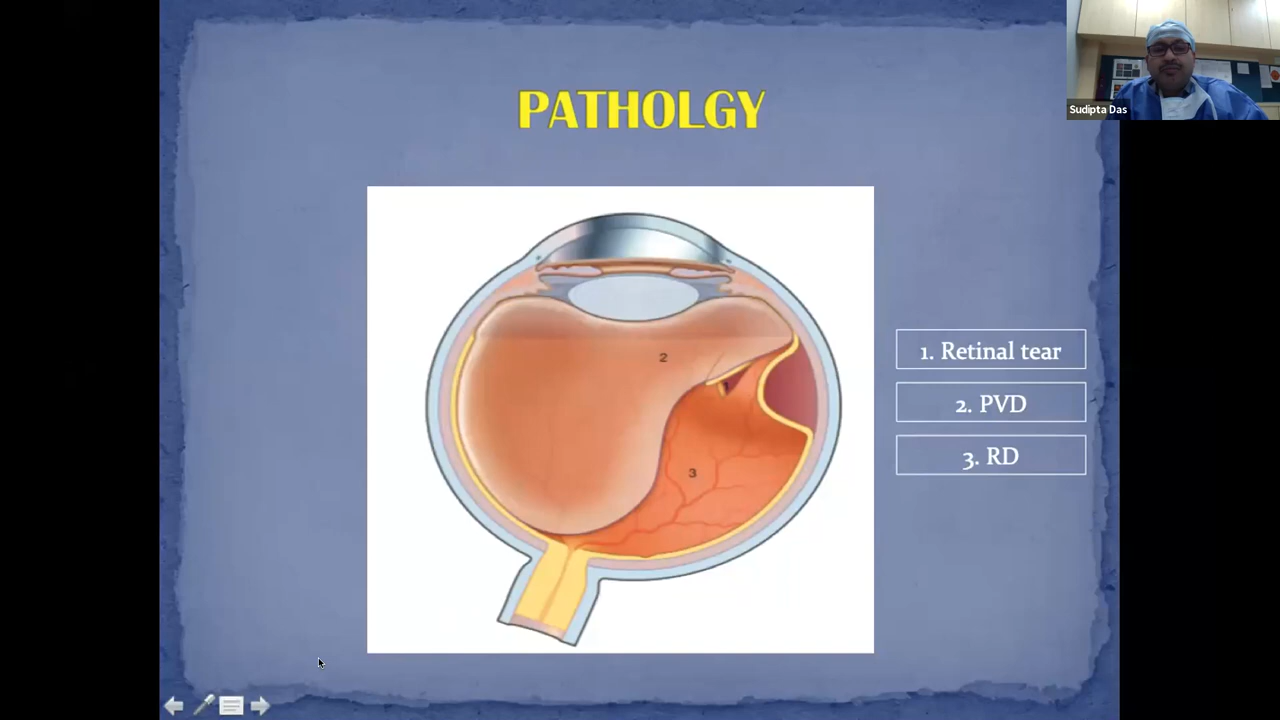 PATHOLGY
Sudipta Das
2
3
1. Retinal tear
2. PVD
3. RD